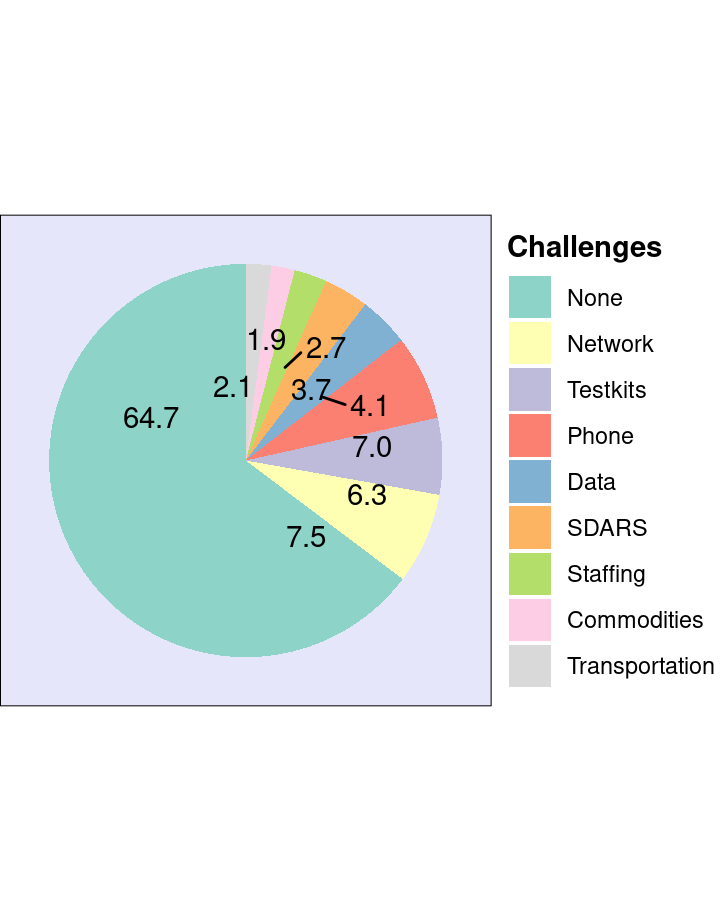 1.9
2.7
2.1
3.7
4.1
64.7
7.0
6.3
7.5
Challenges
None
Network
Testkits
Phone
Data
SDARS
Staffing
Commodities
Transportation